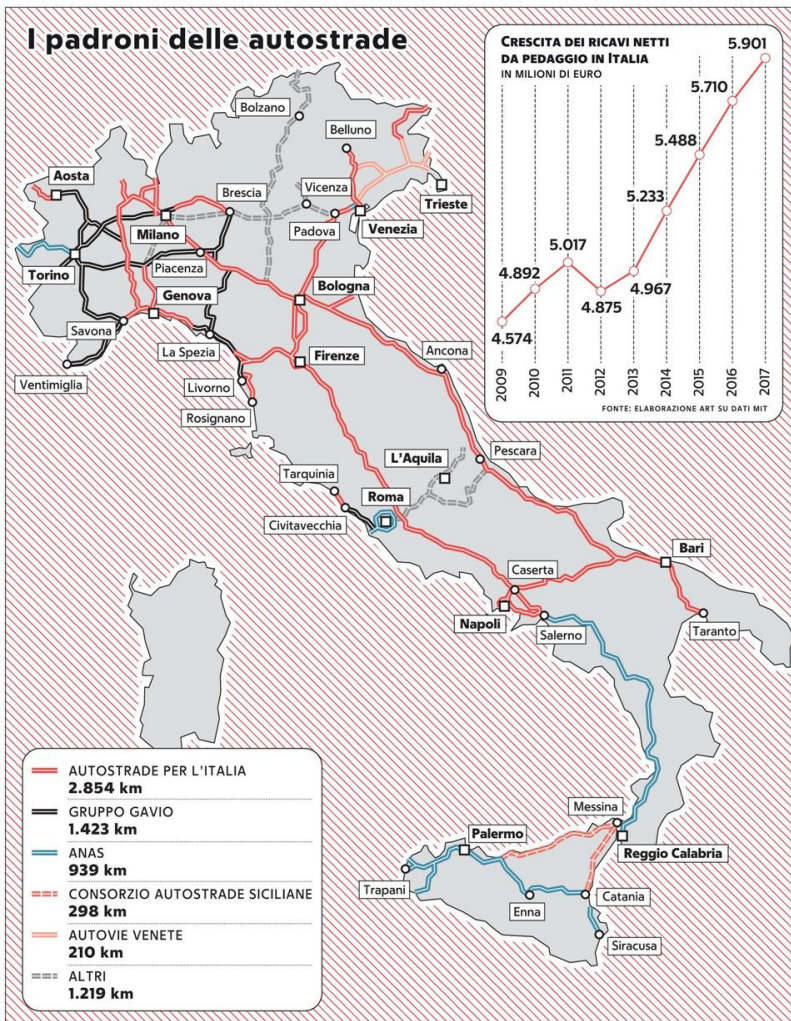 I padroni delle autostrade
CRESCITA DEI RICAVI NETTI
DA PEDAGGIO IN ITALIA
IN MILIONI DI EURO
4.574
4.892
5.017
4.875
4.967
5.233
5.488
5.710
5.901
2009
2010
2011
2012
2013
2014
2015
2016
2017
FONTE: ELABORAZIONE ART SU DATI MIT
Bolzano
Belluno
Aosta
Brescia
Vicenza
Trieste
Milano
Padova
Venezia
Torino
Piacenza
Genova
Bologna
Savona
La Spezia
Firenze
Ancona
Ventimiglia
Livorno
Rosignano
L'Aquila
Pescara
Tarquinia
Roma
Civitavecchia
Bari
Caserta
Napoli
Salerno
Taranto
Messina
Palermo
Reggio Calabria
Trapani
Enna
Catania
Siracusa
AUTOSTRADE PER L'ITALIA
2.854 km
GRUPPO GAVIO
1.423 km
ANAS
939 km
CONSORZIO AUTOSTRADE SICILIANE
298 km
AUTOVIE VENETE
210 km
ALTRI
1.219 km